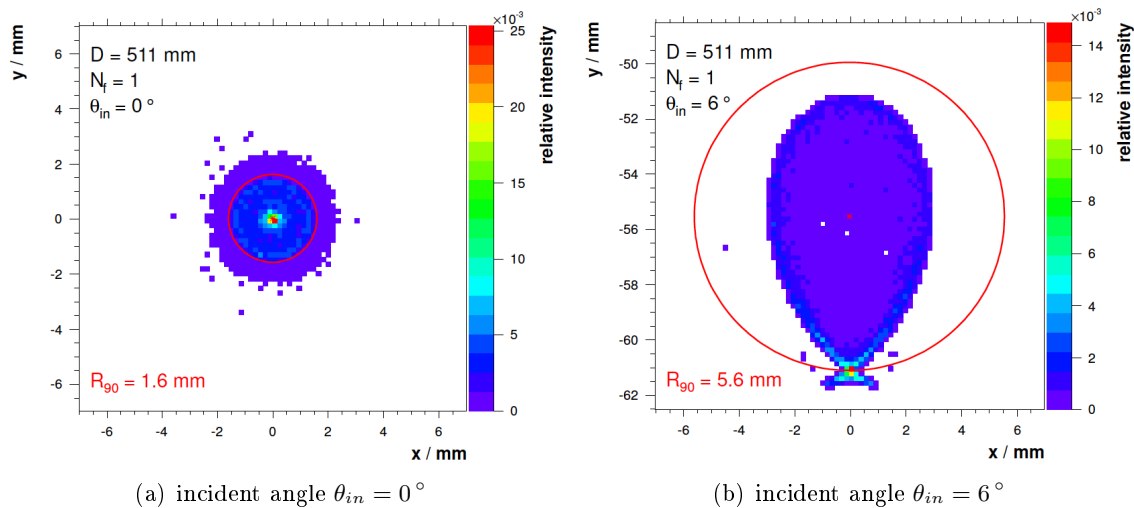 y / mm
6
4
2
0
-2
-4
-6
D = 511 mm
N_f = 1
θ_in = 0 °
R_90 = 1.6 mm
-6 -4 -2 0 2 4 6
x / mm
×10^-3
25
20
15
10
5
0
relative intensity
(a) incident angle θ_in = 0°
y / mm
-50
-52
-54
-56
-58
-60
-62
D = 511 mm
N_f = 1
θ_in = 6 °
R_90 = 5.6 mm
-6 -4 -2 0 2 4 6
x / mm
×10^-3
14
12
10
8
6
4
2
0
relative intensity
(b) incident angle θ_in = 6°